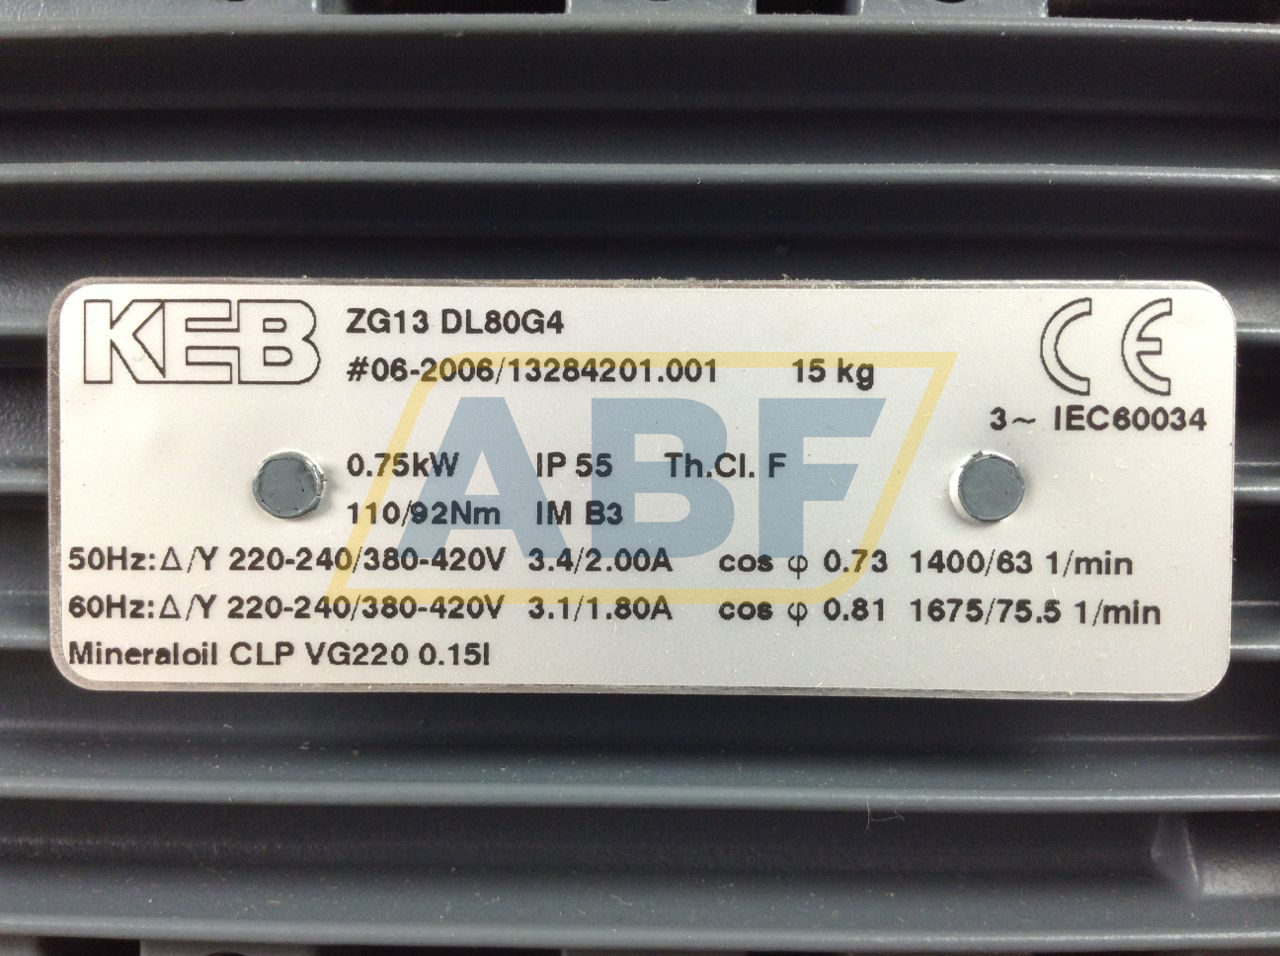 KEB
ZG13 DL80G4
#06-2006/13284201.001 15 kg
CE
3~ IEC60034
0.75kW IP 55 Th.Cl. F
110/92Nm IM B3
50Hz:Δ/Y 220-240/380-420V 3.4/2.00A cos φ 0.73 1400/63 1/min
60Hz:Δ/Y 220-240/380-420V 3.1/1.80A cos φ 0.81 1675/75.5 1/min
Mineraloil CLP VG220 0.15l
ABF